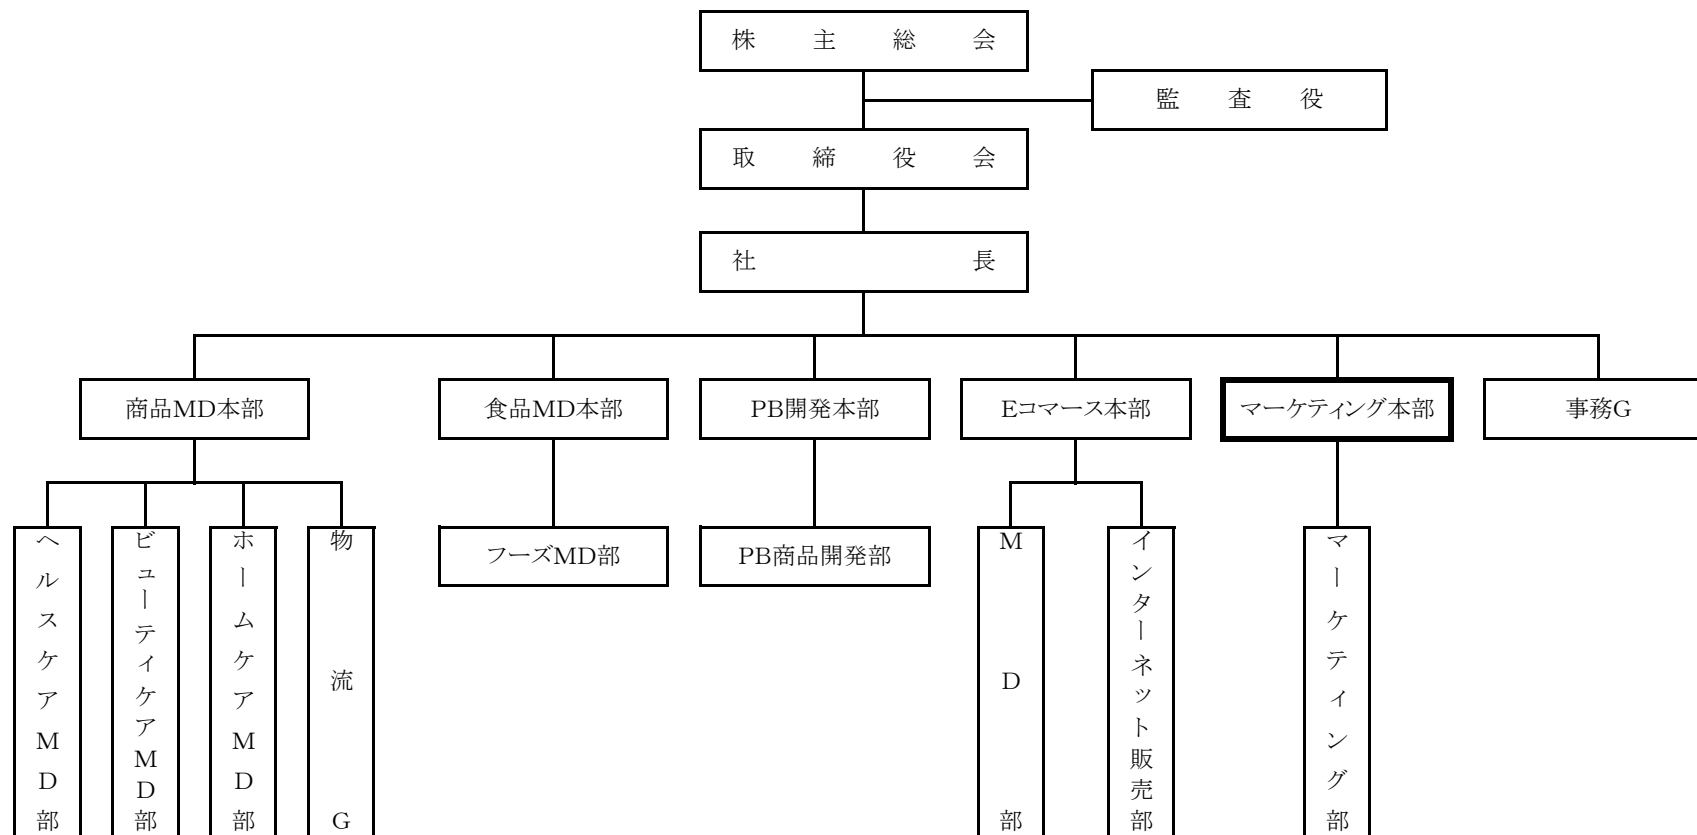 株主総会
監査役
取締役会
社長
商品MD本部
食品MD本部
PB開発本部
Eコマース本部
マーケティング本部
事務G
ヘルスケアMD部
ビューティケアMD部
ホームケアMD部
物流G
フーズMD部
PB商品開発部
MD部
インターネット販売部
マーケティング部